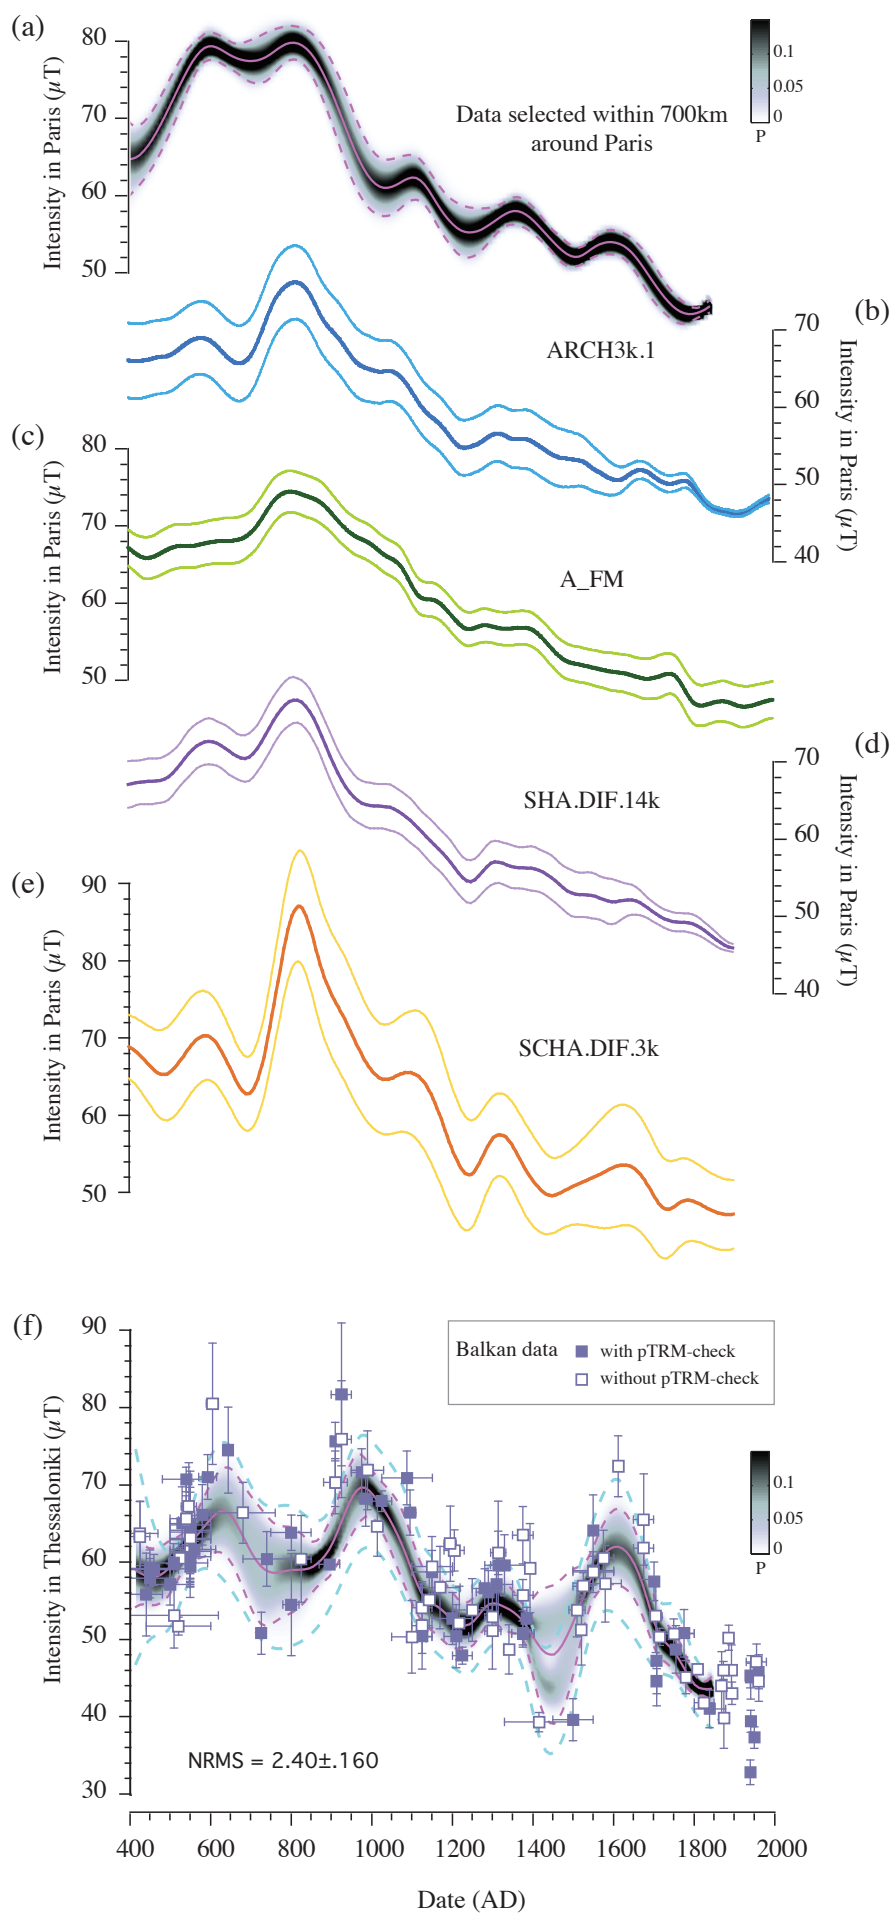 (a)
80
70
60
50
Intensity in Paris (μT)
Data selected within 700km
around Paris
0.1
0.05
0
P
(b)
ARCH3k.1
70
60
50
40
Intensity in Paris (μT)
(c)
80
70
60
50
Intensity in Paris (μT)
A_FM
(d)
SHA.DIF.14k
70
60
50
40
Intensity in Paris (μT)
(e)
90
80
70
60
50
Intensity in Paris (μT)
SCHA.DIF.3k
(f)
90
80
70
60
50
40
30
Intensity in Thessaloniki (μT)
Balkan data
with pTRM-check
without pTRM-check
0.1
0.05
0
P
NRMS = 2.40±.160
400 600 800 1000 1200 1400 1600 1800 2000
Date (AD)